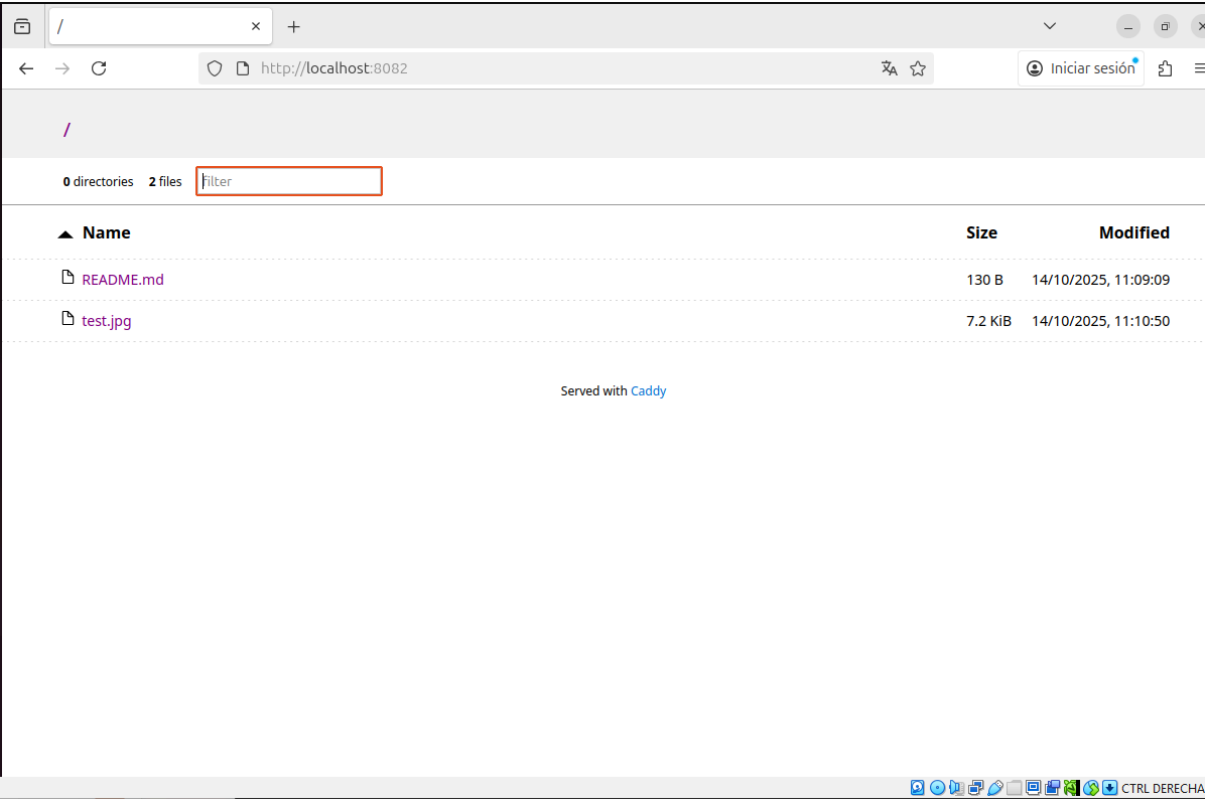 /
http://localhost:8082
Iniciar sesión
/
0 directories 2 files filter
Name Size Modified
README.md 130 B 14/10/2025, 11:09:09
test.jpg 7.2 KiB 14/10/2025, 11:10:50
Served with Caddy
CTRL DERECHA